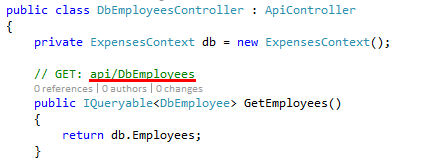 public class DbEmployeesController : ApiController
{
private ExpensesContext db = new ExpensesContext();
// GET: api/DbEmployees
0 references | 0 authors | 0 changes
public IQueryable<DbEmployee> GetEmployees()
{
return db.Employees;
}